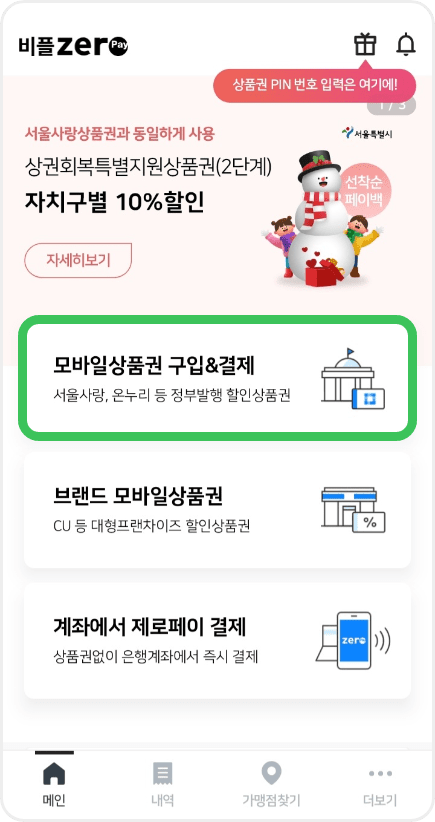 비플zero Pay
상품권 PIN 번호 입력은 여기에!
1 / 3
서울사랑상품권과 동일하게 사용
서울특별시
상권회복특별지원상품권(2단계)
자치구별 10%할인
선착순
페이백
자세히보기
모바일상품권 구입&결제
서울사랑, 온누리 등 정부발행 할인상품권
브랜드 모바일상품권
CU 등 대형프랜차이즈 할인상품권
%
계좌에서 제로페이 결제
상품권없이 은행계좌에서 즉시 결제
zero
메인
내역
가맹점찾기
더보기